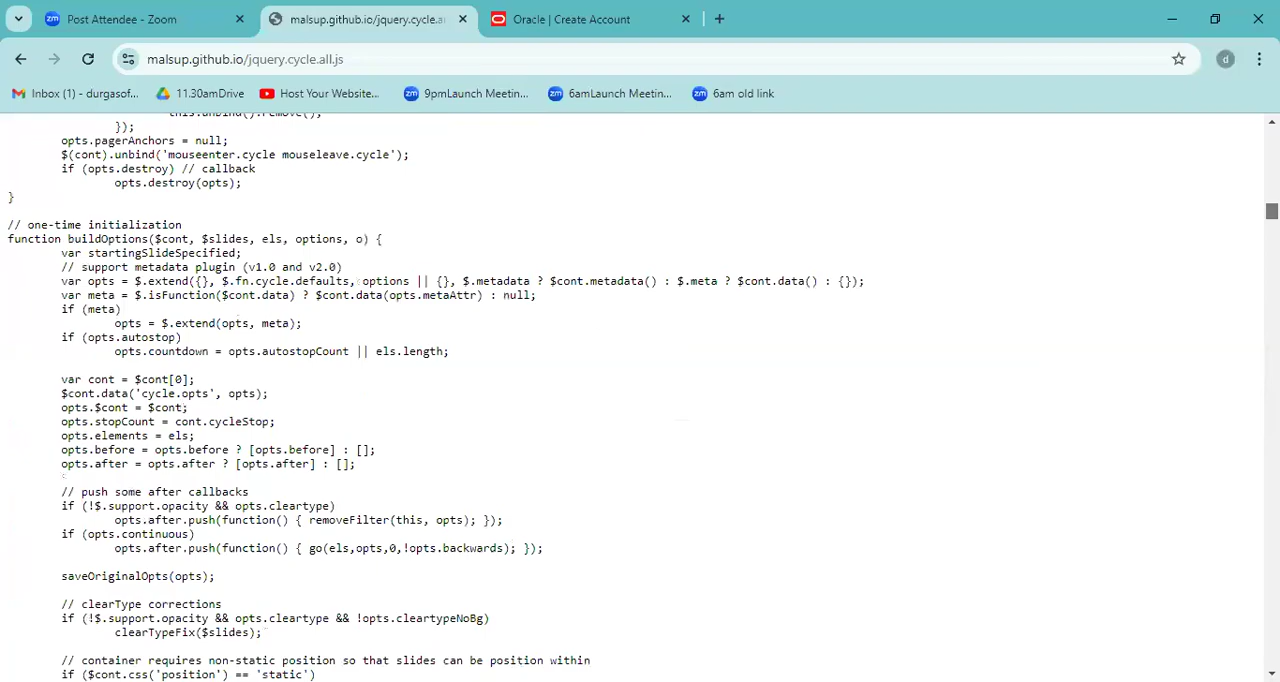 Post Attendee - Zoom
malsup.github.io/jquery.cycle.a
Oracle | Create Account
malsup.github.io/jquery.cycle.all.js
d
Inbox (1) - durgasof...
11.30amDrive
Host Your Website...
9pmLaunch Meetin...
6amLaunch Meetin...
6am old link
this.unbind().remove();
});
opts.pagerAnchors = null;
$(cont).unbind('mouseenter.cycle mouseleave.cycle');
if (opts.destroy) // callback
opts.destroy(opts);
}
// one-time initialization
function buildOptions($cont, $slides, els, options, o) {
var startingSlideSpecified;
// support metadata plugin (v1.0 and v2.0)
var opts = $.extend({}, $.fn.cycle.defaults, options || {}, $.metadata ? $cont.metadata() : $.meta ? $cont.data() : {});
var meta = $.isFunction($cont.data) ? $cont.data(opts.metaAttr) : null;
if (meta)
opts = $.extend(opts, meta);
if (opts.autostop)
opts.countdown = opts.autostopCount || els.length;
var cont = $cont[0];
$cont.data('cycle.opts', opts);
opts.$cont = $cont;
opts.stopCount = cont.cycleStop;
opts.elements = els;
opts.before = opts.before ? [opts.before] : [];
opts.after = opts.after ? [opts.after] : [];
// push some after callbacks
if (!$.support.opacity && opts.cleartype)
opts.after.push(function() { removeFilter(this, opts); });
if (opts.continuous)
opts.after.push(function() { go(els,opts,0,!opts.backwards); });
saveOriginalOpts(opts);
// clearType corrections
if (!$.support.opacity && opts.cleartype && !opts.cleartypeNoBg)
clearTypeFix($slides);
// container requires non-static position so that slides can be position within
if ($cont.css('position') == 'static')